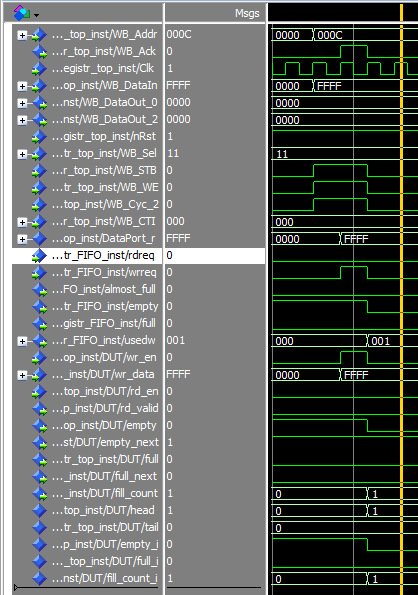 Msgs
..._top_inst/WB_Addr 000C 0000 000C
...r_top_inst/WB_Ack 0
...egistr_top_inst/Clk 1
...op_inst/WB_DataIn FFFF 0000 FFFF
...nst/WB_DataOut_0 0000 0000
...nst/WB_DataOut_2 0000 0000
...gistr_top_inst/nRst 1
...tr_top_inst/WB_Sel 11 11
...r_top_inst/WB_STB 0
...tr_top_inst/WB_WE 0
...top_inst/WB_Cyc_2 0
...r_top_inst/WB_CTI 000 000
...op_inst/DataPort_r FFFF 0000 FFFF
...tr_FIFO_inst/rdreq 0
...tr_FIFO_inst/wrreq 0
...FO_inst/almost_full 0
...tr_FIFO_inst/empty 0
...gistr_FIFO_inst/full 0
...r_FIFO_inst/usedw 001 000 001
...op_inst/DUT/wr_en 0
..._inst/DUT/wr_data FFFF 0000 FFFF
...top_inst/DUT/rd_en 0
...p_inst/DUT/rd_valid 0
...op_inst/DUT/empty 0
...st/DUT/empty_next 1
...tr_top_inst/DUT/full 0
..._inst/DUT/full_next 0
..._inst/DUT/fill_count 1 0 1
...top_inst/DUT/head 1 0 1
...tr_top_inst/DUT/tail 0 0
...p_inst/DUT/empty_i 0
..._top_inst/DUT/full_i 0
...nst/DUT/fill_count_i 1 0 1